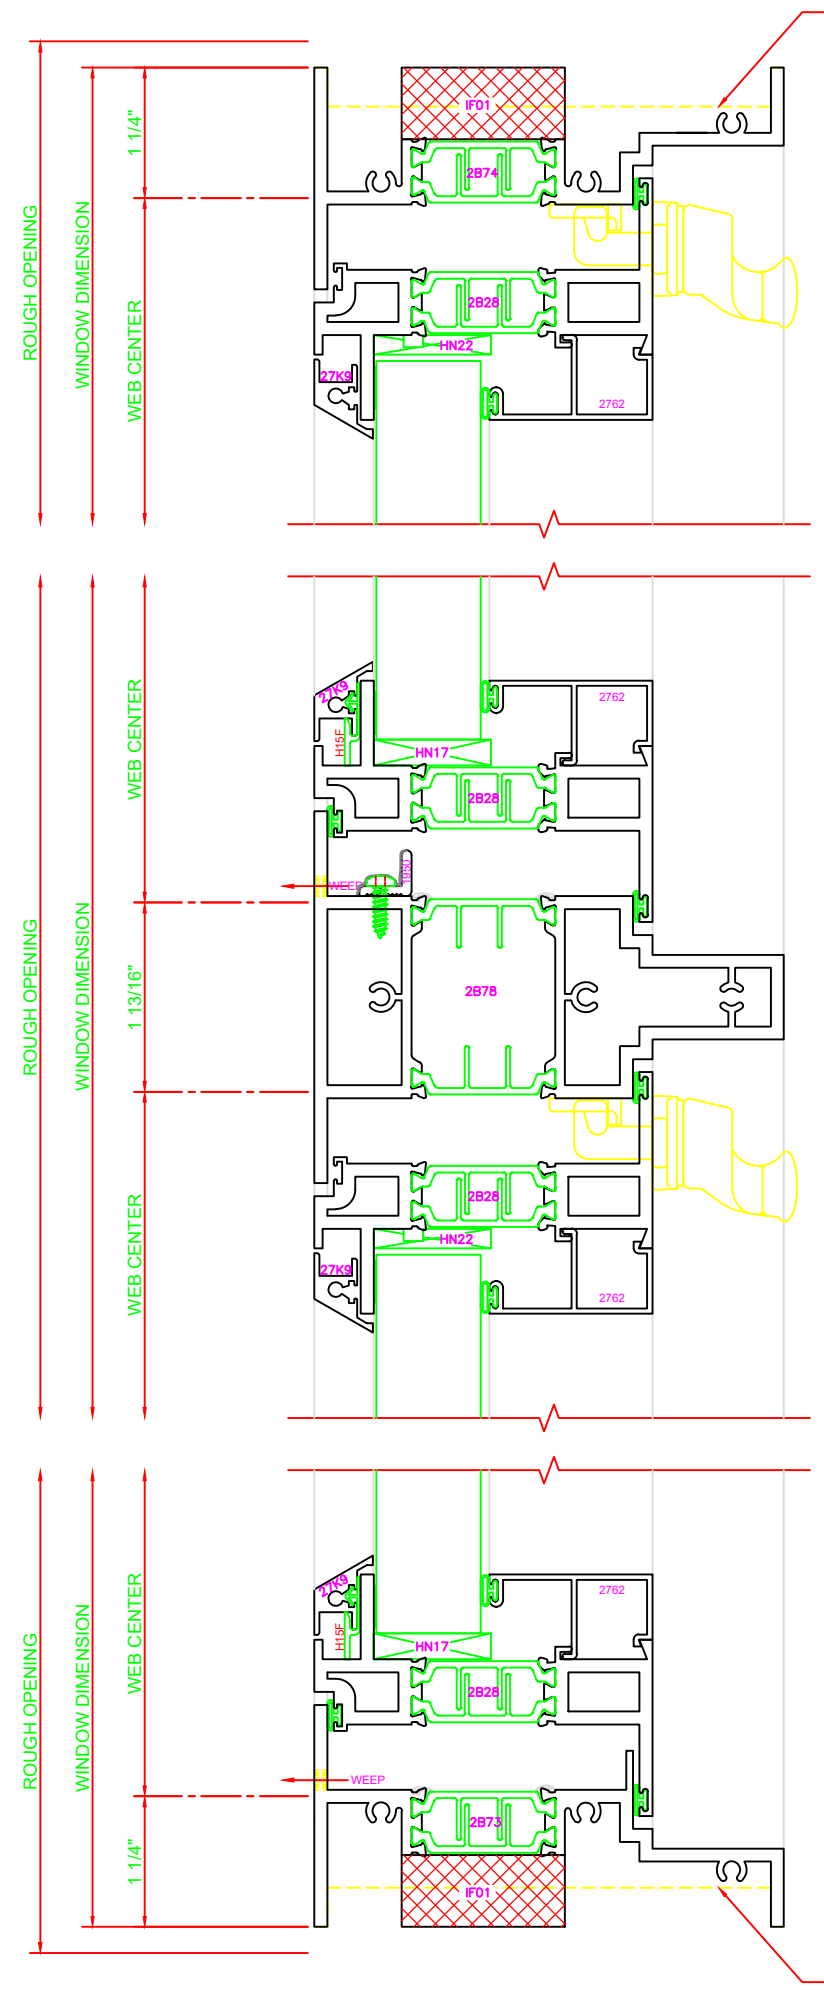 IF01
1 1/4"
2B74
ROUGH OPENING
WINDOW DIMENSION
WEB CENTER
2B28
HN22
27K9
2762
27K9
2762
WEB CENTER
H15F
HN17
2B28
WEEP
1950
ROUGH OPENING
WINDOW DIMENSION
1 13/16"
2B78
WEB CENTER
2B28
HN22
27K9
2762
27K9
2762
WEB CENTER
H15F
HN17
ROUGH OPENING
WINDOW DIMENSION
2B28
WEEP
2B73
1 1/4"
IF01